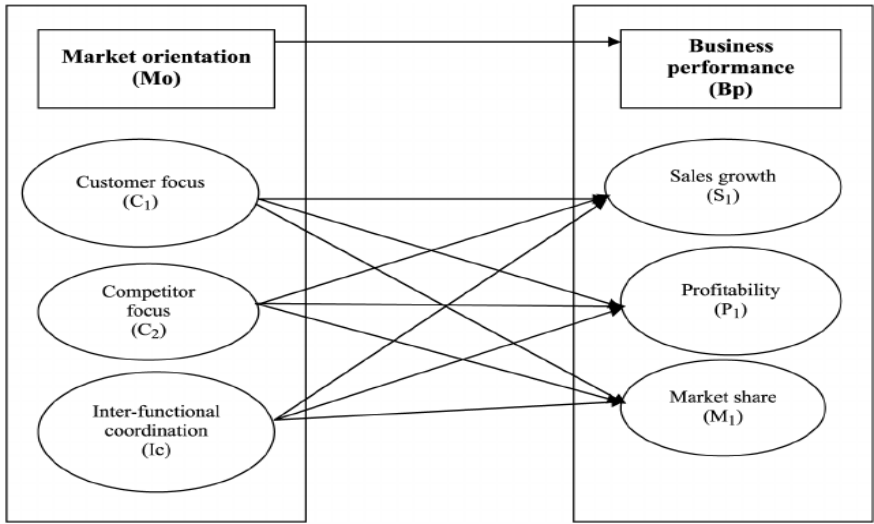 Market orientation
(Mo)
Business
performance
(Bp)
Customer focus
(C₁)
Sales growth
(S₁)
Competitor
focus
(C₂)
Profitability
(P₁)
Inter-functional
coordination
(Ic)
Market share
(M₁)